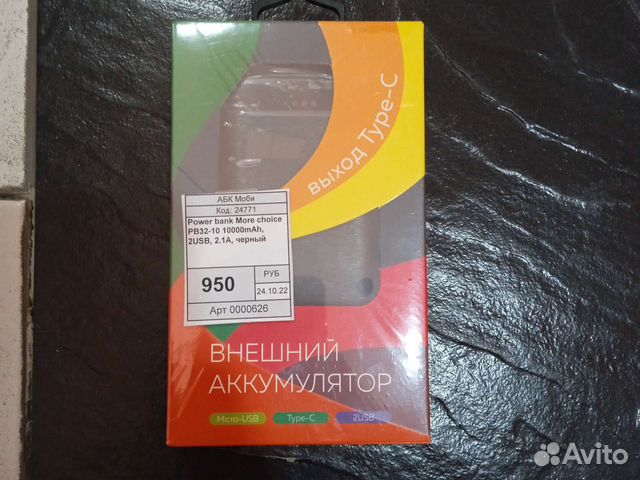 выход Type-C
АБК Моби
Код: 24771
Power bank More choice
PB32-10 10000mAh,
2USB, 2.1A, черный
950
РУБ
24.10.22
Арт 0000626
ВНЕШНИЙ
АККУМУЛЯТОР
Micro-USB
Type-C
2USB
Avito